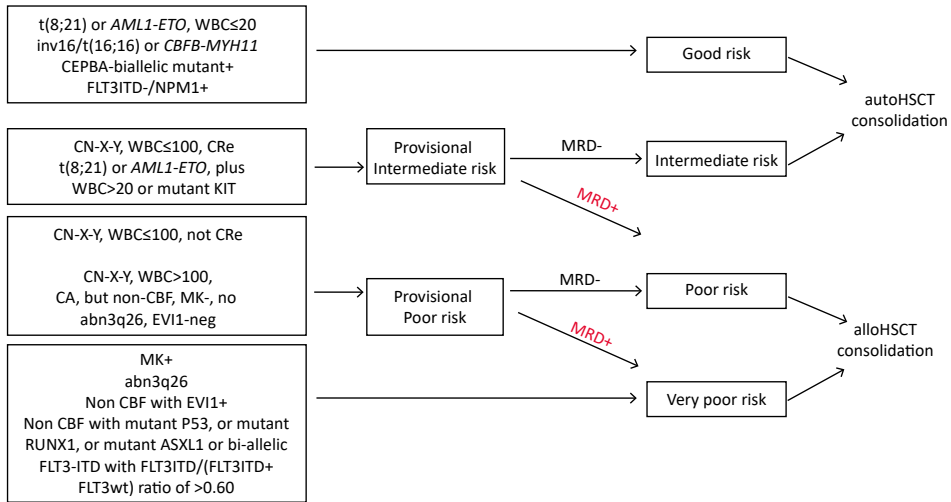 t(8;21) or AML1-ETO, WBC≤20
inv16/t(16;16) or CBFB-MYH11
CEPBA-biallelic mutant+
FLT3ITD-/NPM1+
Good risk
autoHSCT
consolidation
CN-X-Y, WBC≤100, CRe
t(8;21) or AML1-ETO, plus
WBC>20 or mutant KIT
Provisional
Intermediate risk
MRD-
Intermediate risk
MRD+
CN-X-Y, WBC≤100, not CRe
CN-X-Y, WBC>100,
CA, but non-CBF, MK-, no
abn3q26, EVI1-neg
Provisional
Poor risk
MRD-
Poor risk
MRD+
alloHSCT
consolidation
MK+
abn3q26
Non CBF with EVI1+
Non CBF with mutant P53, or mutant
RUNX1, or mutant ASXL1 or bi-allelic
FLT3-ITD with FLT3ITD/(FLT3ITD+
FLT3wt) ratio of >0.60
Very poor risk